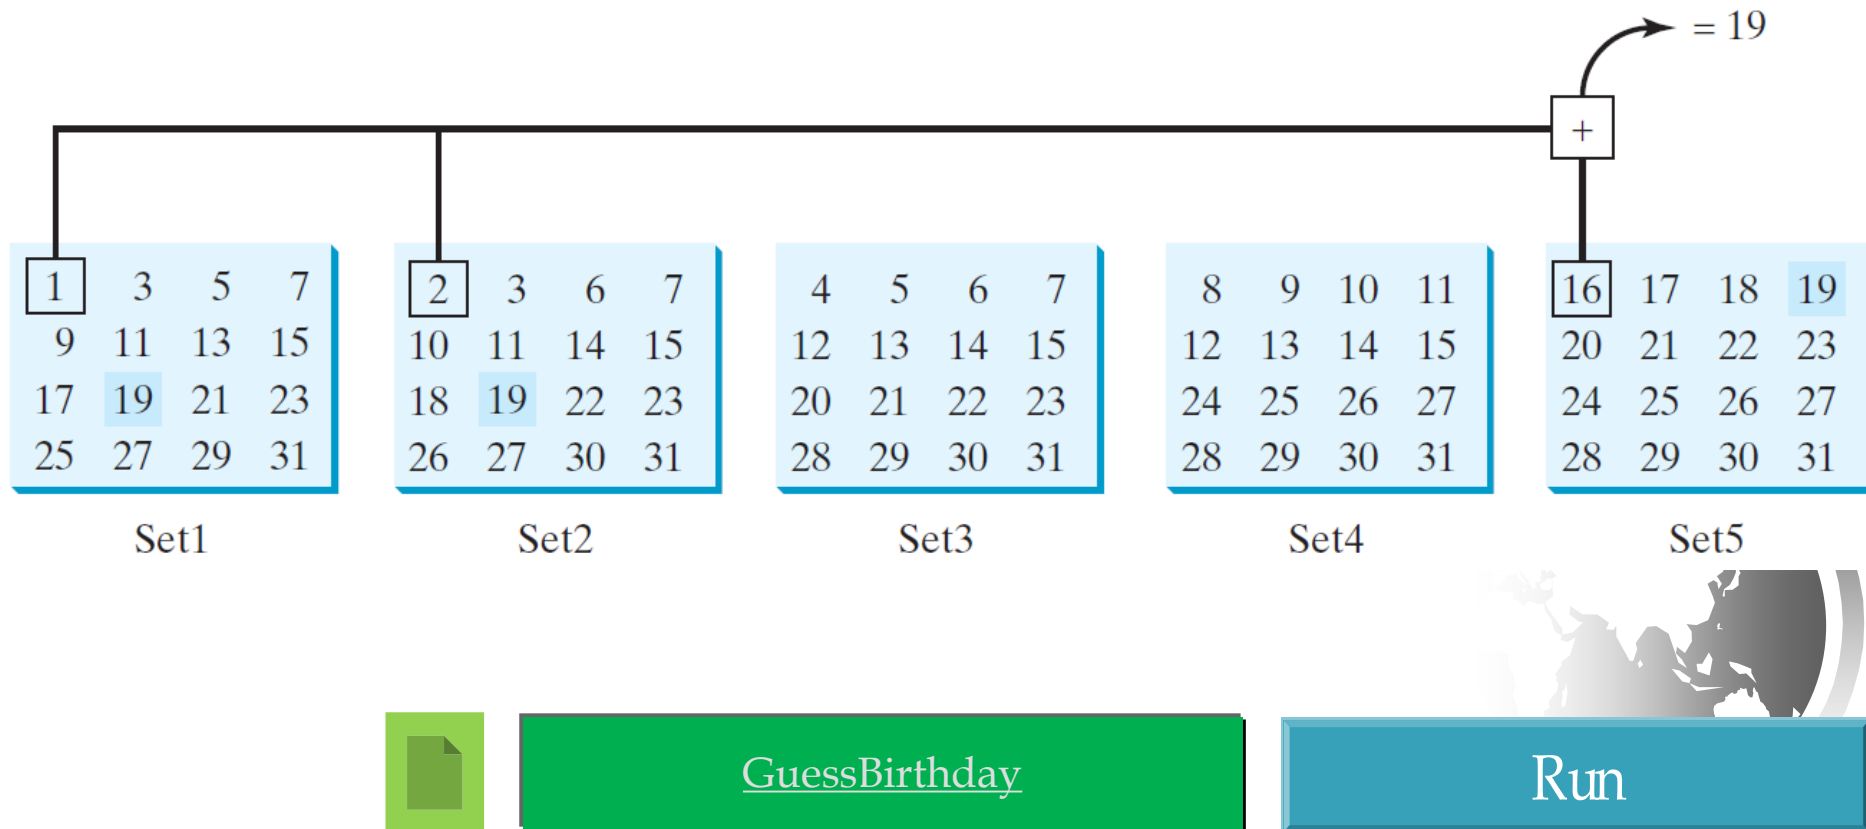 = 19
+
1 3 5 7
9 11 13 15
17 19 21 23
25 27 29 31
Set1
2 3 6 7
10 11 14 15
18 19 22 23
26 27 30 31
Set2
4 5 6 7
12 13 14 15
20 21 22 23
28 29 30 31
Set3
8 9 10 11
12 13 14 15
24 25 26 27
28 29 30 31
Set4
16 17 18 19
20 21 22 23
24 25 26 27
28 29 30 31
Set5
GuessBirthday
Run